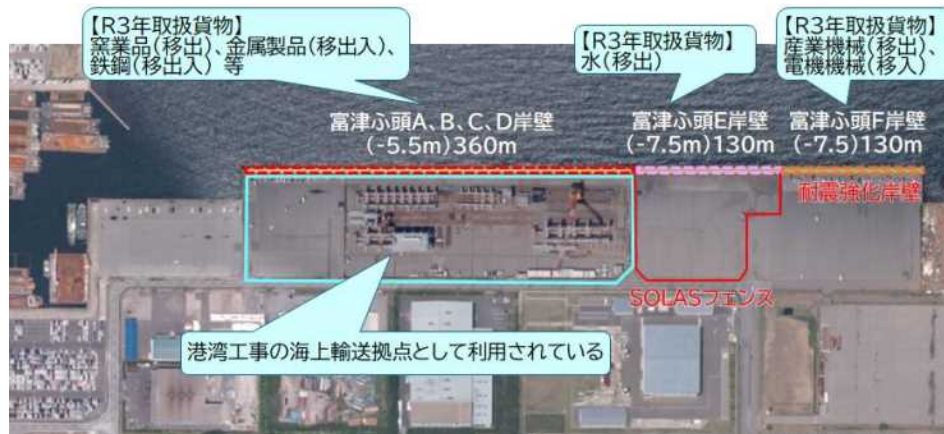 【R3年取扱貨物】
窯業品(移出)、金属製品(移出入)、
鉄鋼(移出入) 等
【R3年取扱貨物】
水(移出)
【R3年取扱貨物】
産業機械(移出)、
電機機械(移入)
富津ふ頭A、B、C、D岸壁
(-5.5m)360m
富津ふ頭E岸壁
(-7.5m)130m
富津ふ頭F岸壁
(-7.5)130m
耐震強化岸壁
SOLASフェンス
港湾工事の海上輸送拠点として利用されている